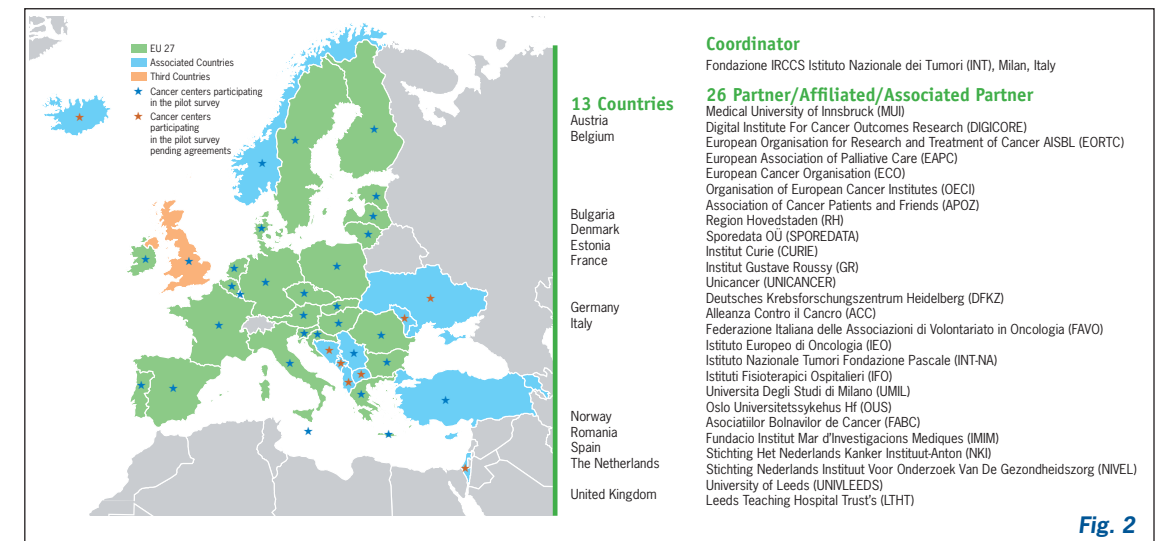 EU 27
Associated Countries
Third Countries
Cancer centers participating
in the pilot survey
Cancer centers
participating
in the pilot survey
pending agreements
13 Countries
Austria
Belgium
Bulgaria
Denmark
Estonia
France
Germany
Italy
Norway
Romania
Spain
The Netherlands
United Kingdom
Coordinator
Fondazione IRCCS Istituto Nazionale dei Tumori (INT), Milan, Italy
26 Partner/Affiliated/Associated Partner
Medical University of Innsbruck (MUI)
Digital Institute For Cancer Outcomes Research (DIGICORE)
European Organisation for Research and Treatment of Cancer AISBL (EORTC)
European Association of Palliative Care (EAPC)
European Cancer Organisation (ECO)
Organisation of European Cancer Institutes (OECI)
Association of Cancer Patients and Friends (APOZ)
Region Hovedstaden (RH)
Sporedata OÜ (SPOREDATA)
Institut Curie (CURIE)
Institut Gustave Roussy (GR)
Unicancer (UNICANCER)
Deutsches Krebsforschungszentrum Heidelberg (DFKZ)
Alleanza Contro il Cancro (ACC)
Federazione Italiana delle Associazioni di Volontariato in Oncologia (FAVO)
Istituto Europeo di Oncologia (IEO)
Istituto Nazionale Tumori Fondazione Pascale (INT-NA)
Istituti Fisioterapici Ospitalieri (IFO)
Universita Degli Studi di Milano (UMIL)
Oslo Universitetssykehus Hf (OUS)
Asociatiilor Bolnavilor de Cancer (FABC)
Fundacio Institut Mar d'Investigacions Mediques (IMIM)
Stichting Het Nederlands Kanker Instituut-Anton (NKI)
Stichting Nederlands Instituut Voor Onderzoek Van De Gezondheidszorg (NIVEL)
University of Leeds (UNIVLEEDS)
Leeds Teaching Hospital Trust's (LTHT)
Fig. 2